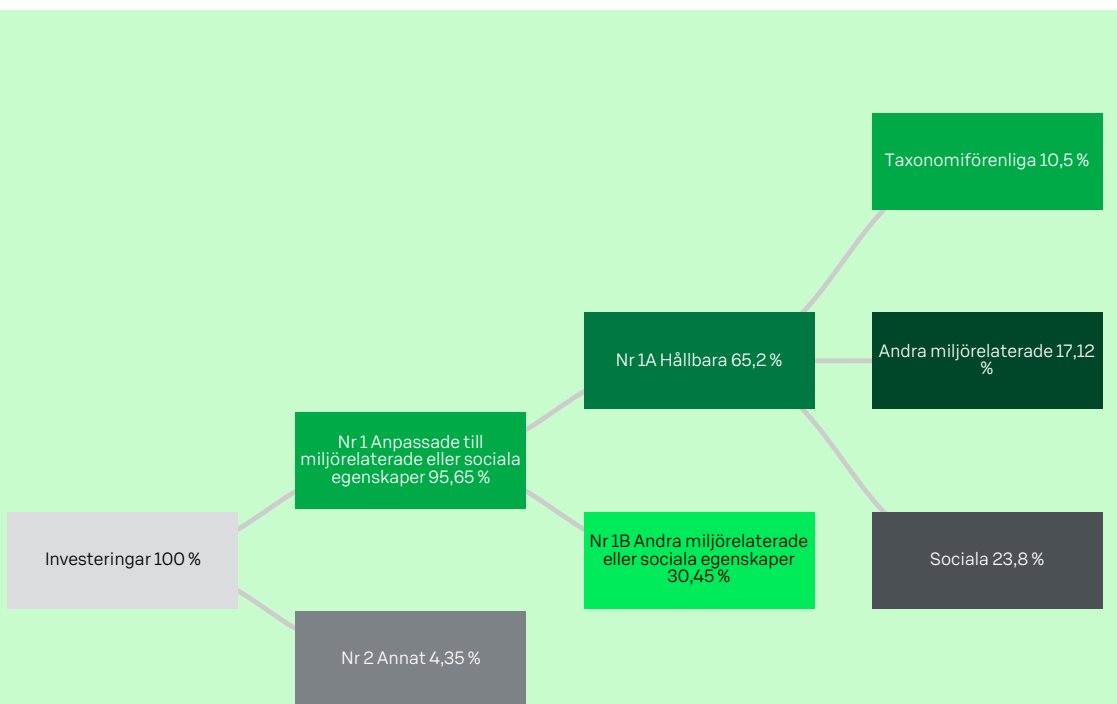 Taxonomiförenliga 10,5 %
Nr 1A Hållbara 65,2 %
Andra miljörelaterade 17,12
%
Nr 1 Anpassade till
miljörelaterade eller sociala
egenskaper 95,65 %
Investeringar 100 %
Nr 1B Andra miljörelaterade
eller sociala egenskaper
30,45 %
Sociala 23,8 %
Nr 2 Annat 4,35 %